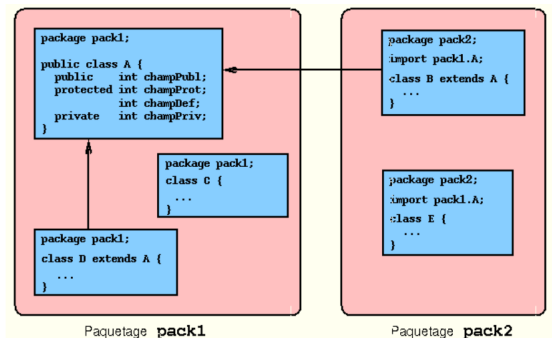 package pack1;
public class A {
public int champPubl;
protected int champProt;
int champDef;
private int champPriv;
}
package pack1;
class C {
...
}
package pack1;
class D extends A {
...
}
Paquetage pack1
package pack2;
import pack1.A;
class B extends A {
...
}
package pack2;
import pack1.A;
class E {
...
}
Paquetage pack2